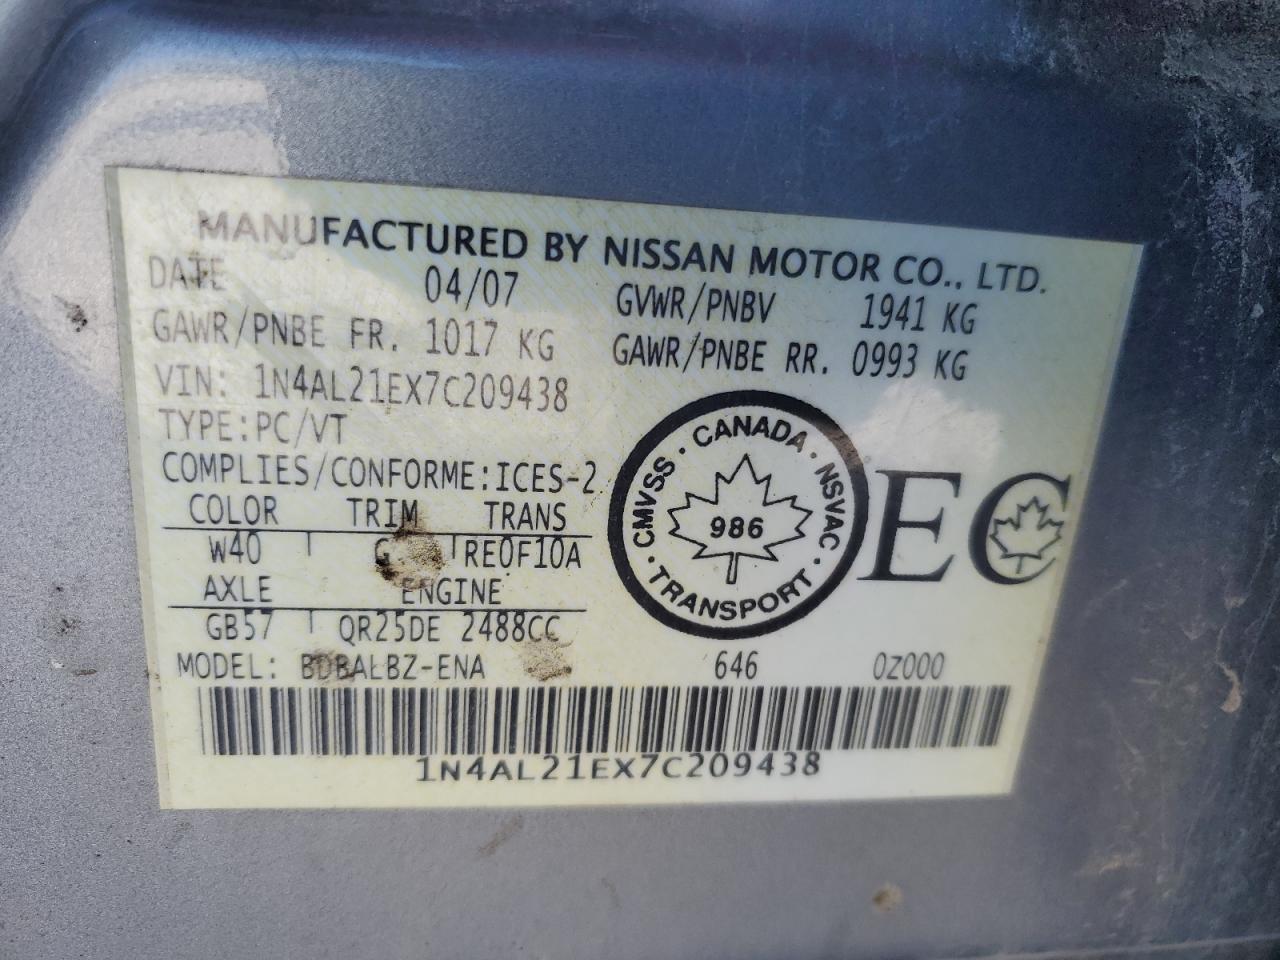 MANUFACTURED BY NISSAN MOTOR CO., LTD.
DATE 04/07 GVWR/PNBV 1941 KG
GAWR/PNBE FR. 1017 KG GAWR/PNBE RR. 0993 KG
VIN: 1N4AL21EX7C209438
TYPE:PC/VT
COMPLIES/CONFORME:ICES-2
COLOR TRIM TRANS
W40 RE0F10A
AXLE ENGINE
GB57 QR25DE 2488CC
MODEL: BDBALBZ-ENA 646 0Z000
1N4AL21EX7C209438
CANADA · NSVAC · TRANSPORT · CMVSS ·
986
EC